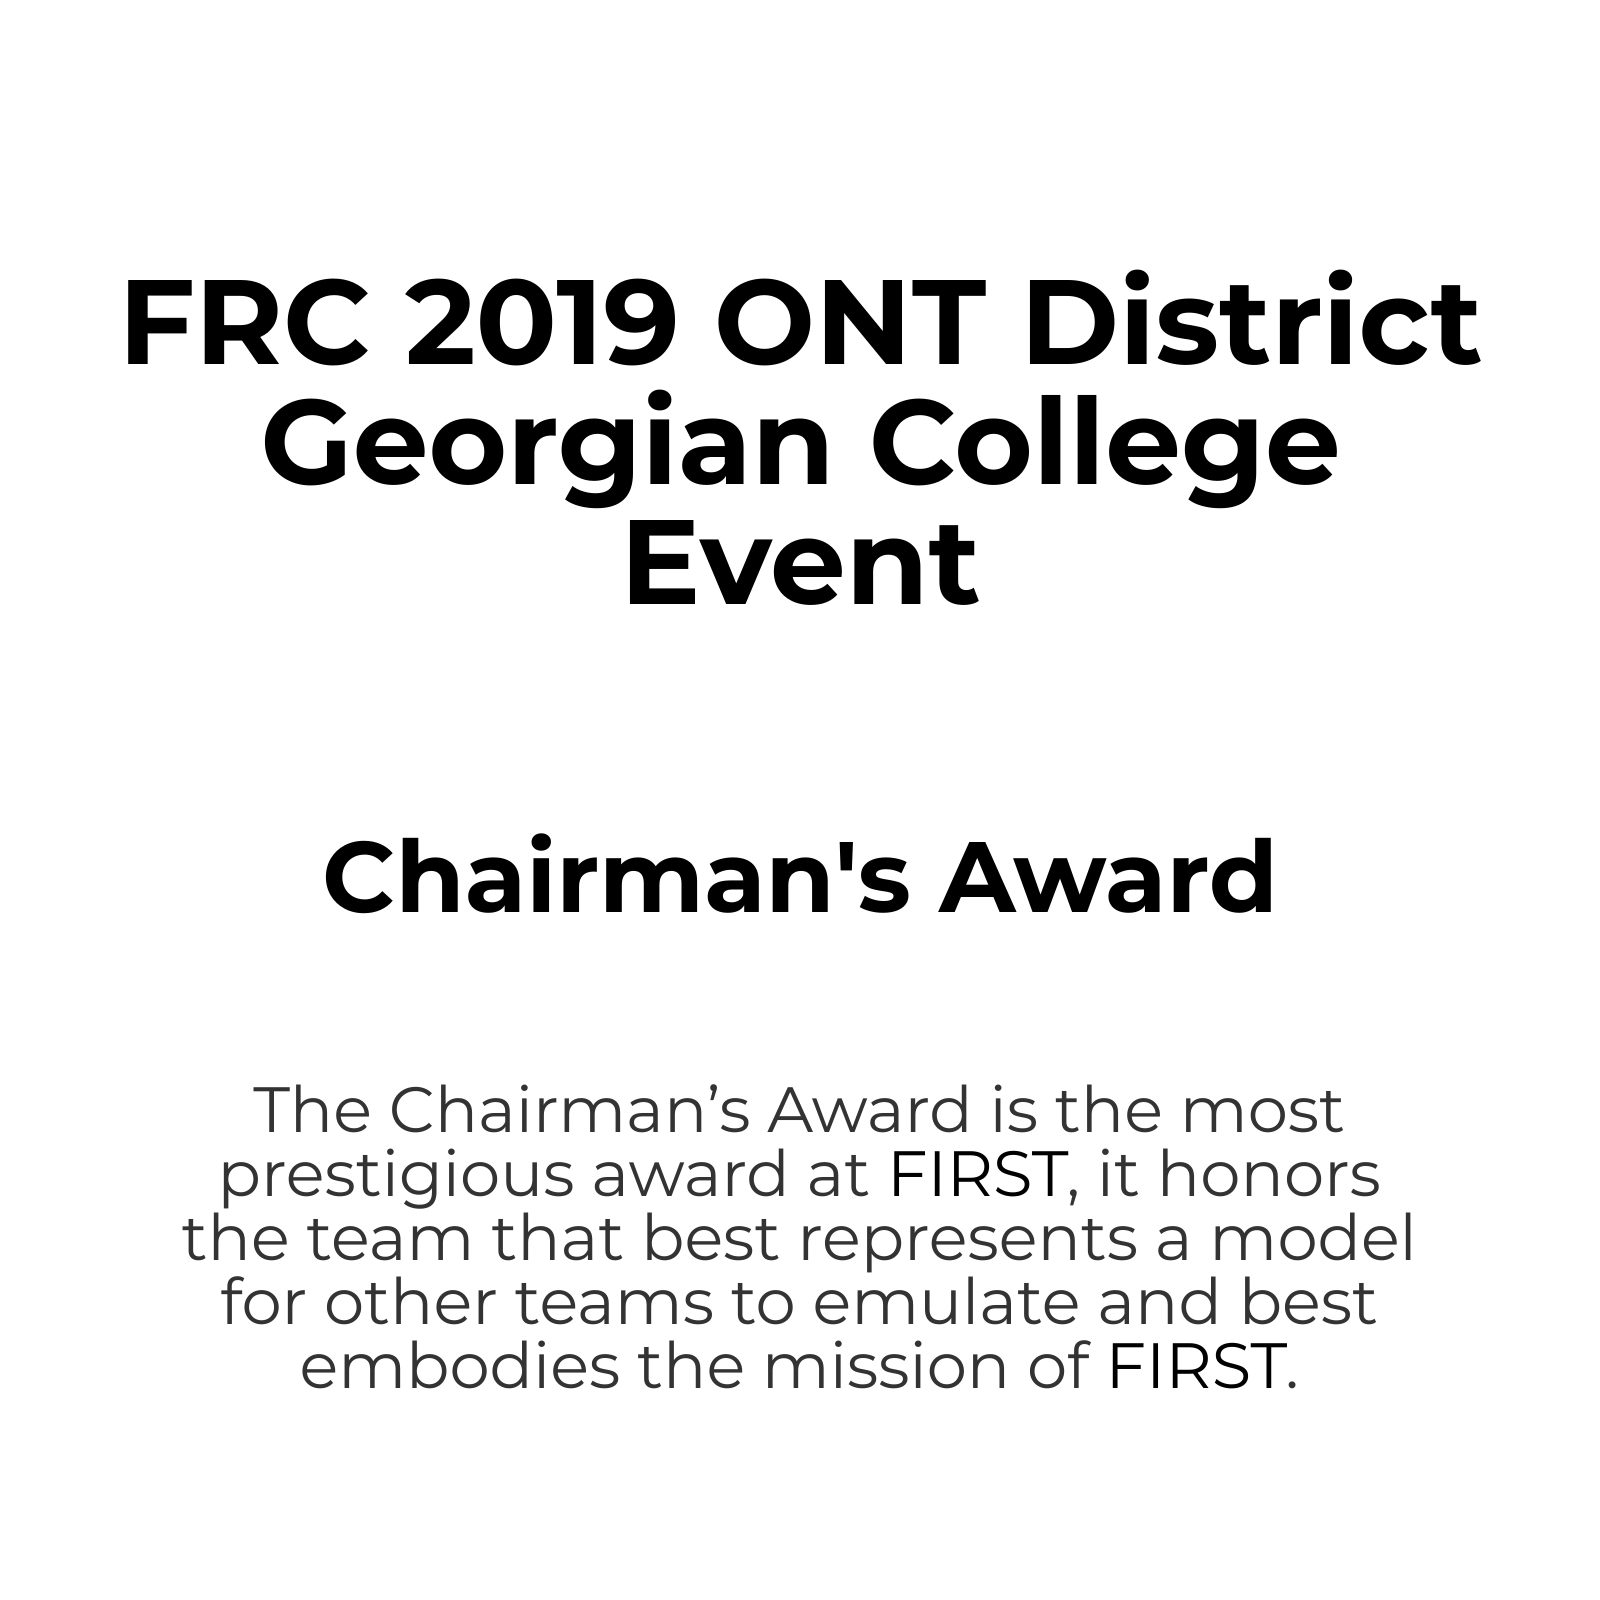 FRC 2019 ONT District
Georgian College
Event
Chairman's Award
The Chairman’s Award is the most
prestigious award at FIRST, it honors
the team that best represents a model
for other teams to emulate and best
embodies the mission of FIRST.